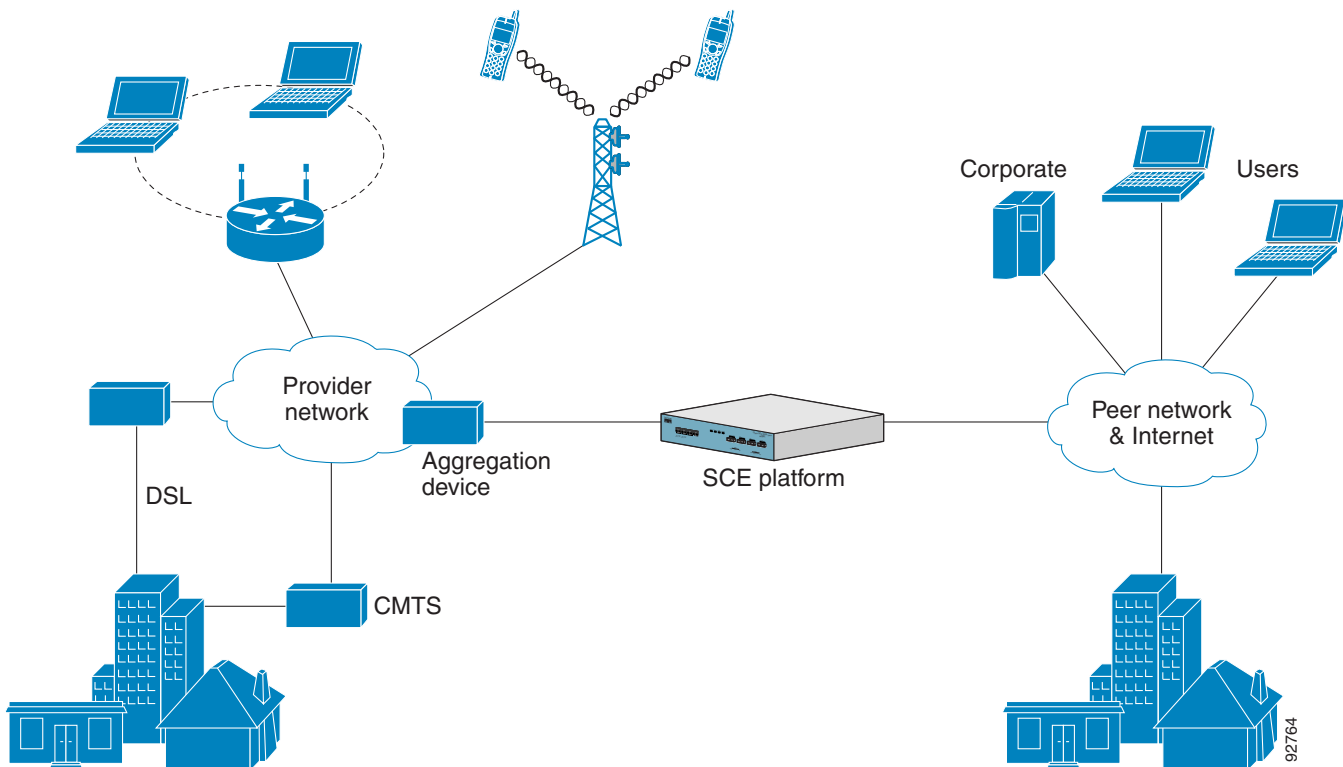 Corporate
Users
Provider
network
Peer network
& Internet
Aggregation
device
SCE platform
DSL
CMTS
92764